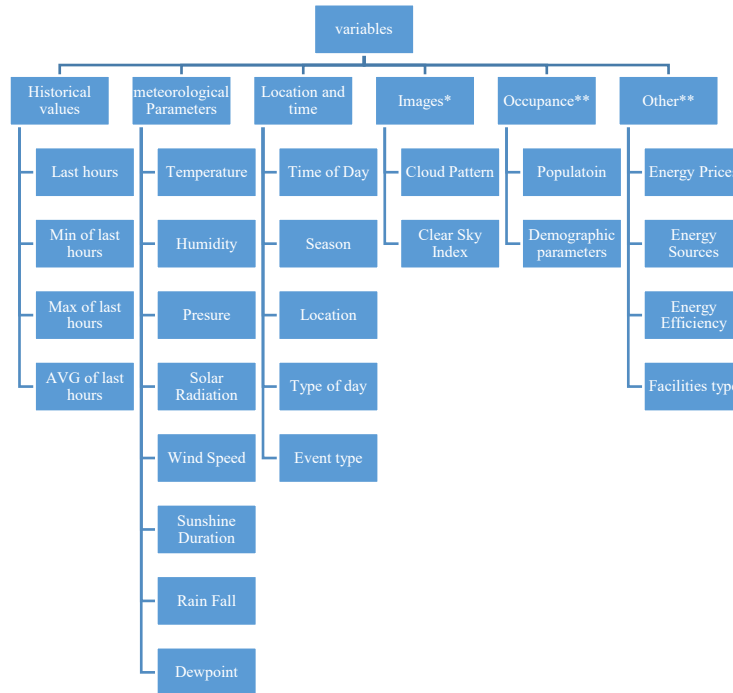 variables
Historical
values
meteorological
Parameters
Location and
time
Images*
Occupance**
Other**
Last hours
Min of last
hours
Max of last
hours
AVG of last
hours
Temperature
Humidity
Presure
Solar
Radiation
Wind Speed
Sunshine
Duration
Rain Fall
Dewpoint
Time of Day
Season
Location
Type of day
Event type
Cloud Pattern
Clear Sky
Index
Populatoin
Demographic
parameters
Energy Prices
Energy
Sources
Energy
Efficiency
Facilities type